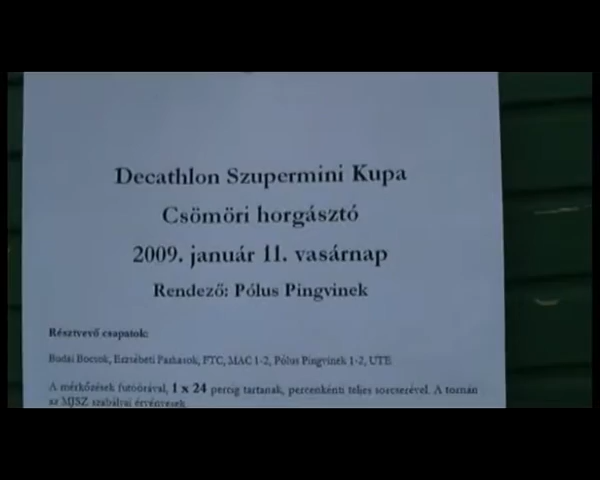 Decathlon Szupermini Kupa
Csömöri horgásztó
2009. január 11. vasárnap
Rendező: Pólus Pingvinek
Résztvevő csapatok:
Budai Bocsok, Erzsébeti Farkasok, FTC, MAC 1-2, Pólus Pingvinek 1-2, UTE
A mérkőzések futóórával, 1 x 24 percig tartanak, percenkénti teljes sorcserével. A tornán
az MJSZ szabályai érvényesek